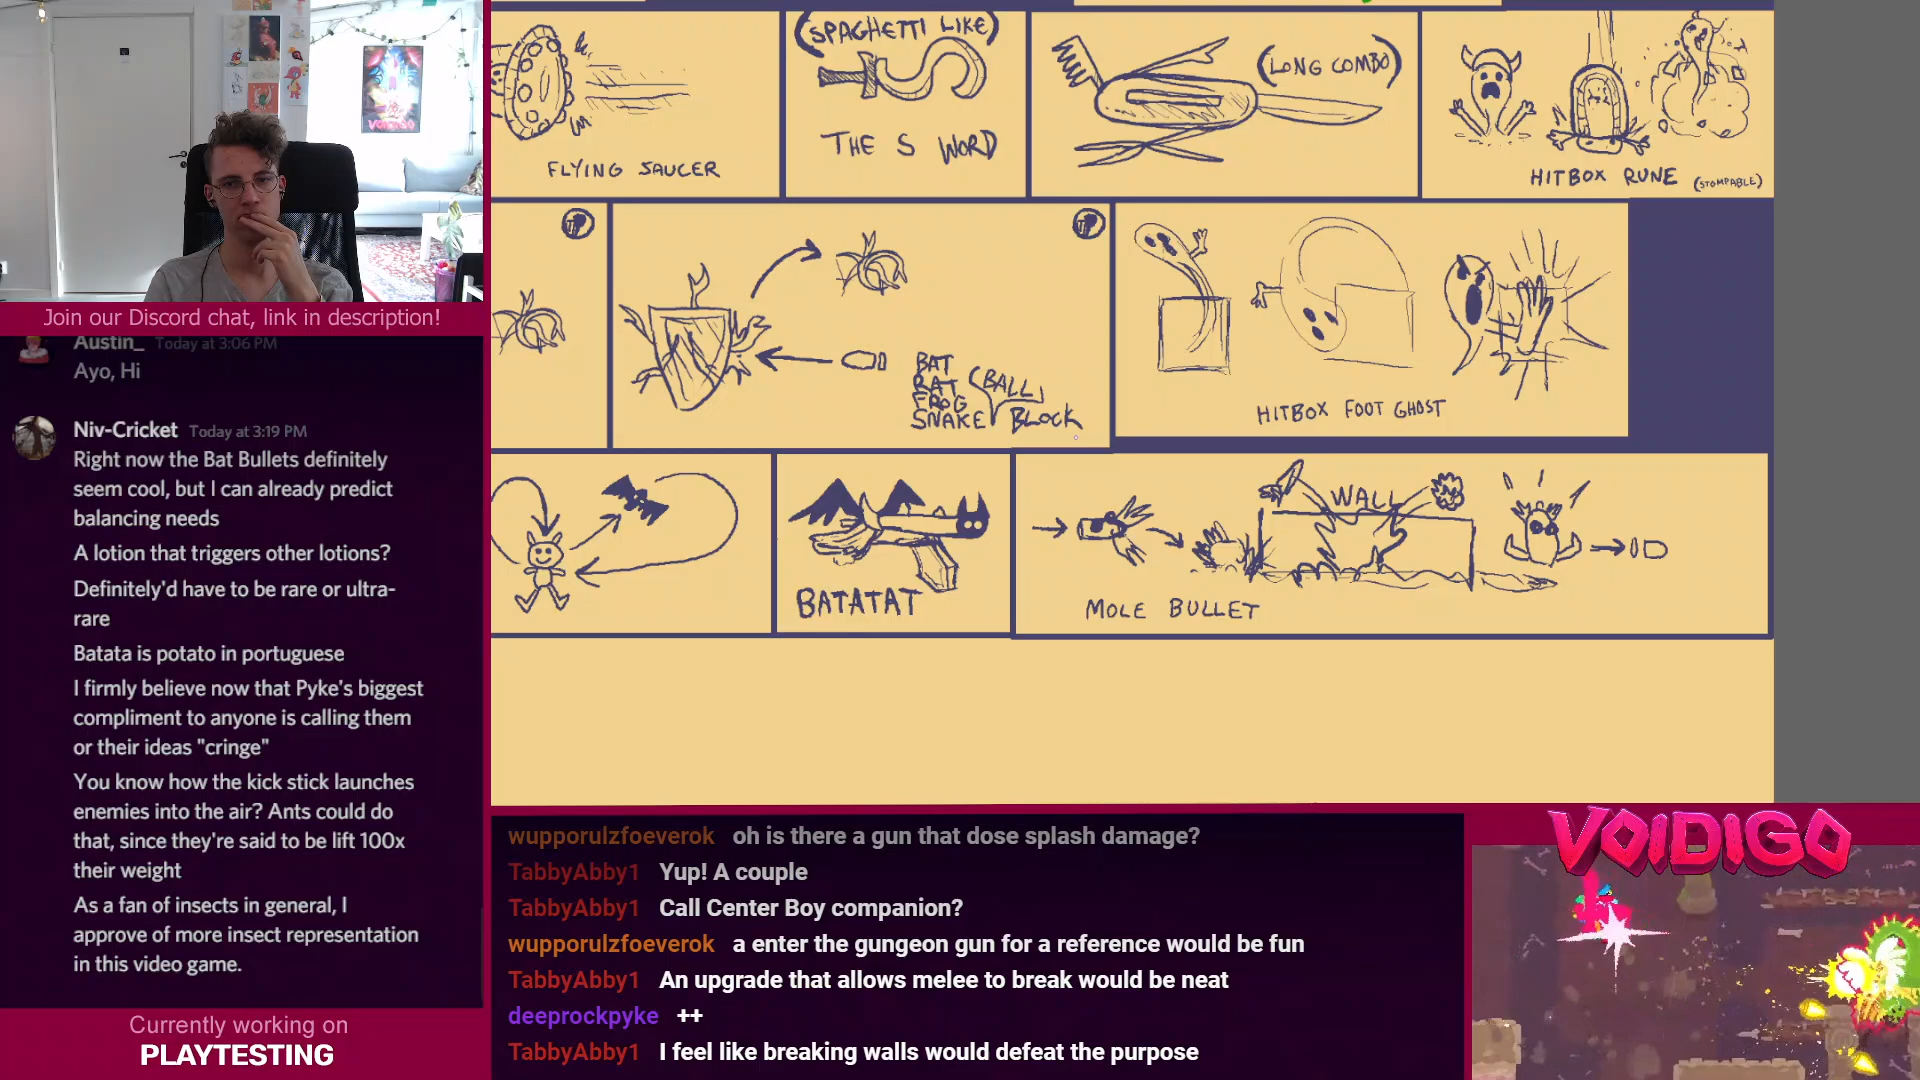 VOIDIGO
Join our Discord chat, link in description!
Austin_ Today at 3:06 PM
Ayo, Hi
Niv-Cricket Today at 3:19 PM
Right now the Bat Bullets definitely
seem cool, but I can already predict
balancing needs
A lotion that triggers other lotions?
Definitely'd have to be rare or ultra-
rare
Batata is potato in portuguese
I firmly believe now that Pyke's biggest
compliment to anyone is calling them
or their ideas "cringe"
You know how the kick stick launches
enemies into the air? Ants could do
that, since they're said to be lift 100x
their weight
As a fan of insects in general, I
approve of more insect representation
in this video game.
Currently working on
PLAYTESTING
FLYING SAUCER
(SPAGHETTI LIKE)
THE S WORD
(LONG COMBO)
HITBOX RUNE (STOMPABLE)
BAT
RAT
FROG
SNAKE
BALL
BLOCK
HITBOX FOOT GHOST
BATATAT
WALL
MOLE BULLET
wupporulzfoeverok oh is there a gun that dose splash damage?
TabbyAbby1 Yup! A couple
TabbyAbby1 Call Center Boy companion?
wupporulzfoeverok a enter the gungeon gun for a reference would be fun
TabbyAbby1 An upgrade that allows melee to break would be neat
deeprockpyke ++
TabbyAbby1 I feel like breaking walls would defeat the purpose
VOIDIGO